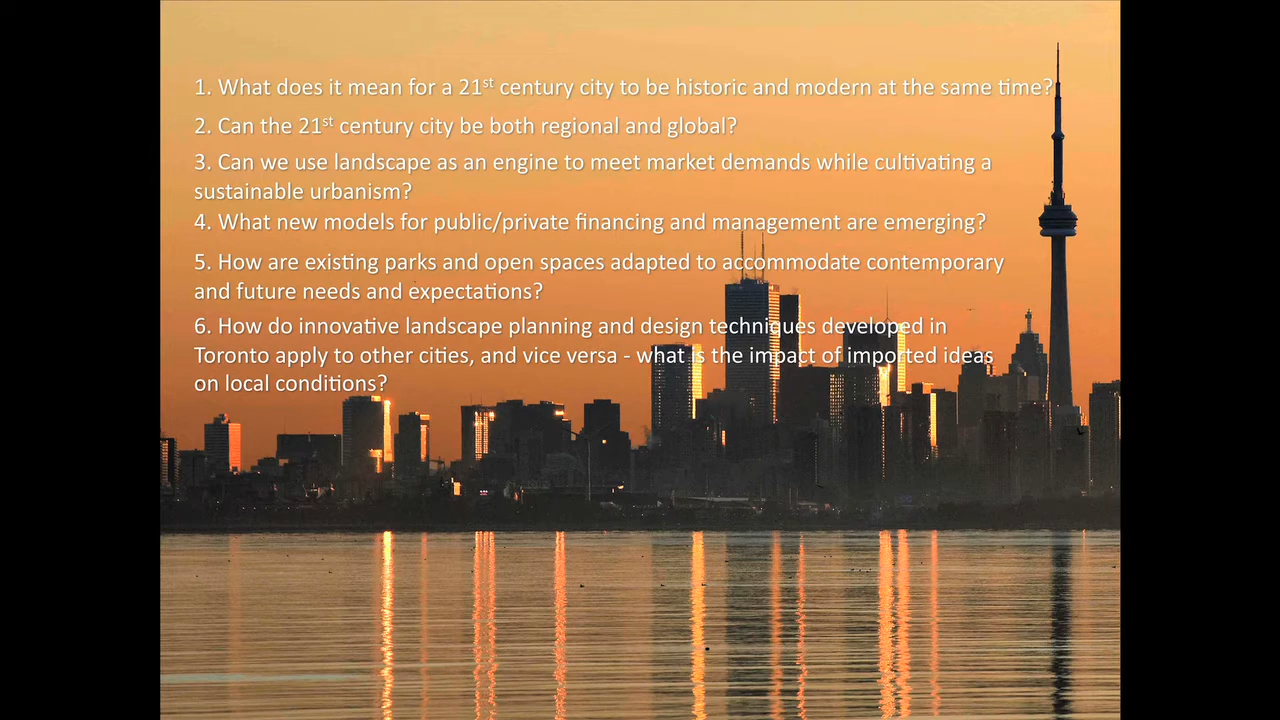 1. What does it mean for a 21st century city to be historic and modern at the same time?
2. Can the 21st century city be both regional and global?
3. Can we use landscape as an engine to meet market demands while cultivating a
sustainable urbanism?
4. What new models for public/private financing and management are emerging?
5. How are existing parks and open spaces adapted to accommodate contemporary
and future needs and expectations?
6. How do innovative landscape planning and design techniques developed in
Toronto apply to other cities, and vice versa - what is the impact of imported ideas
on local conditions?